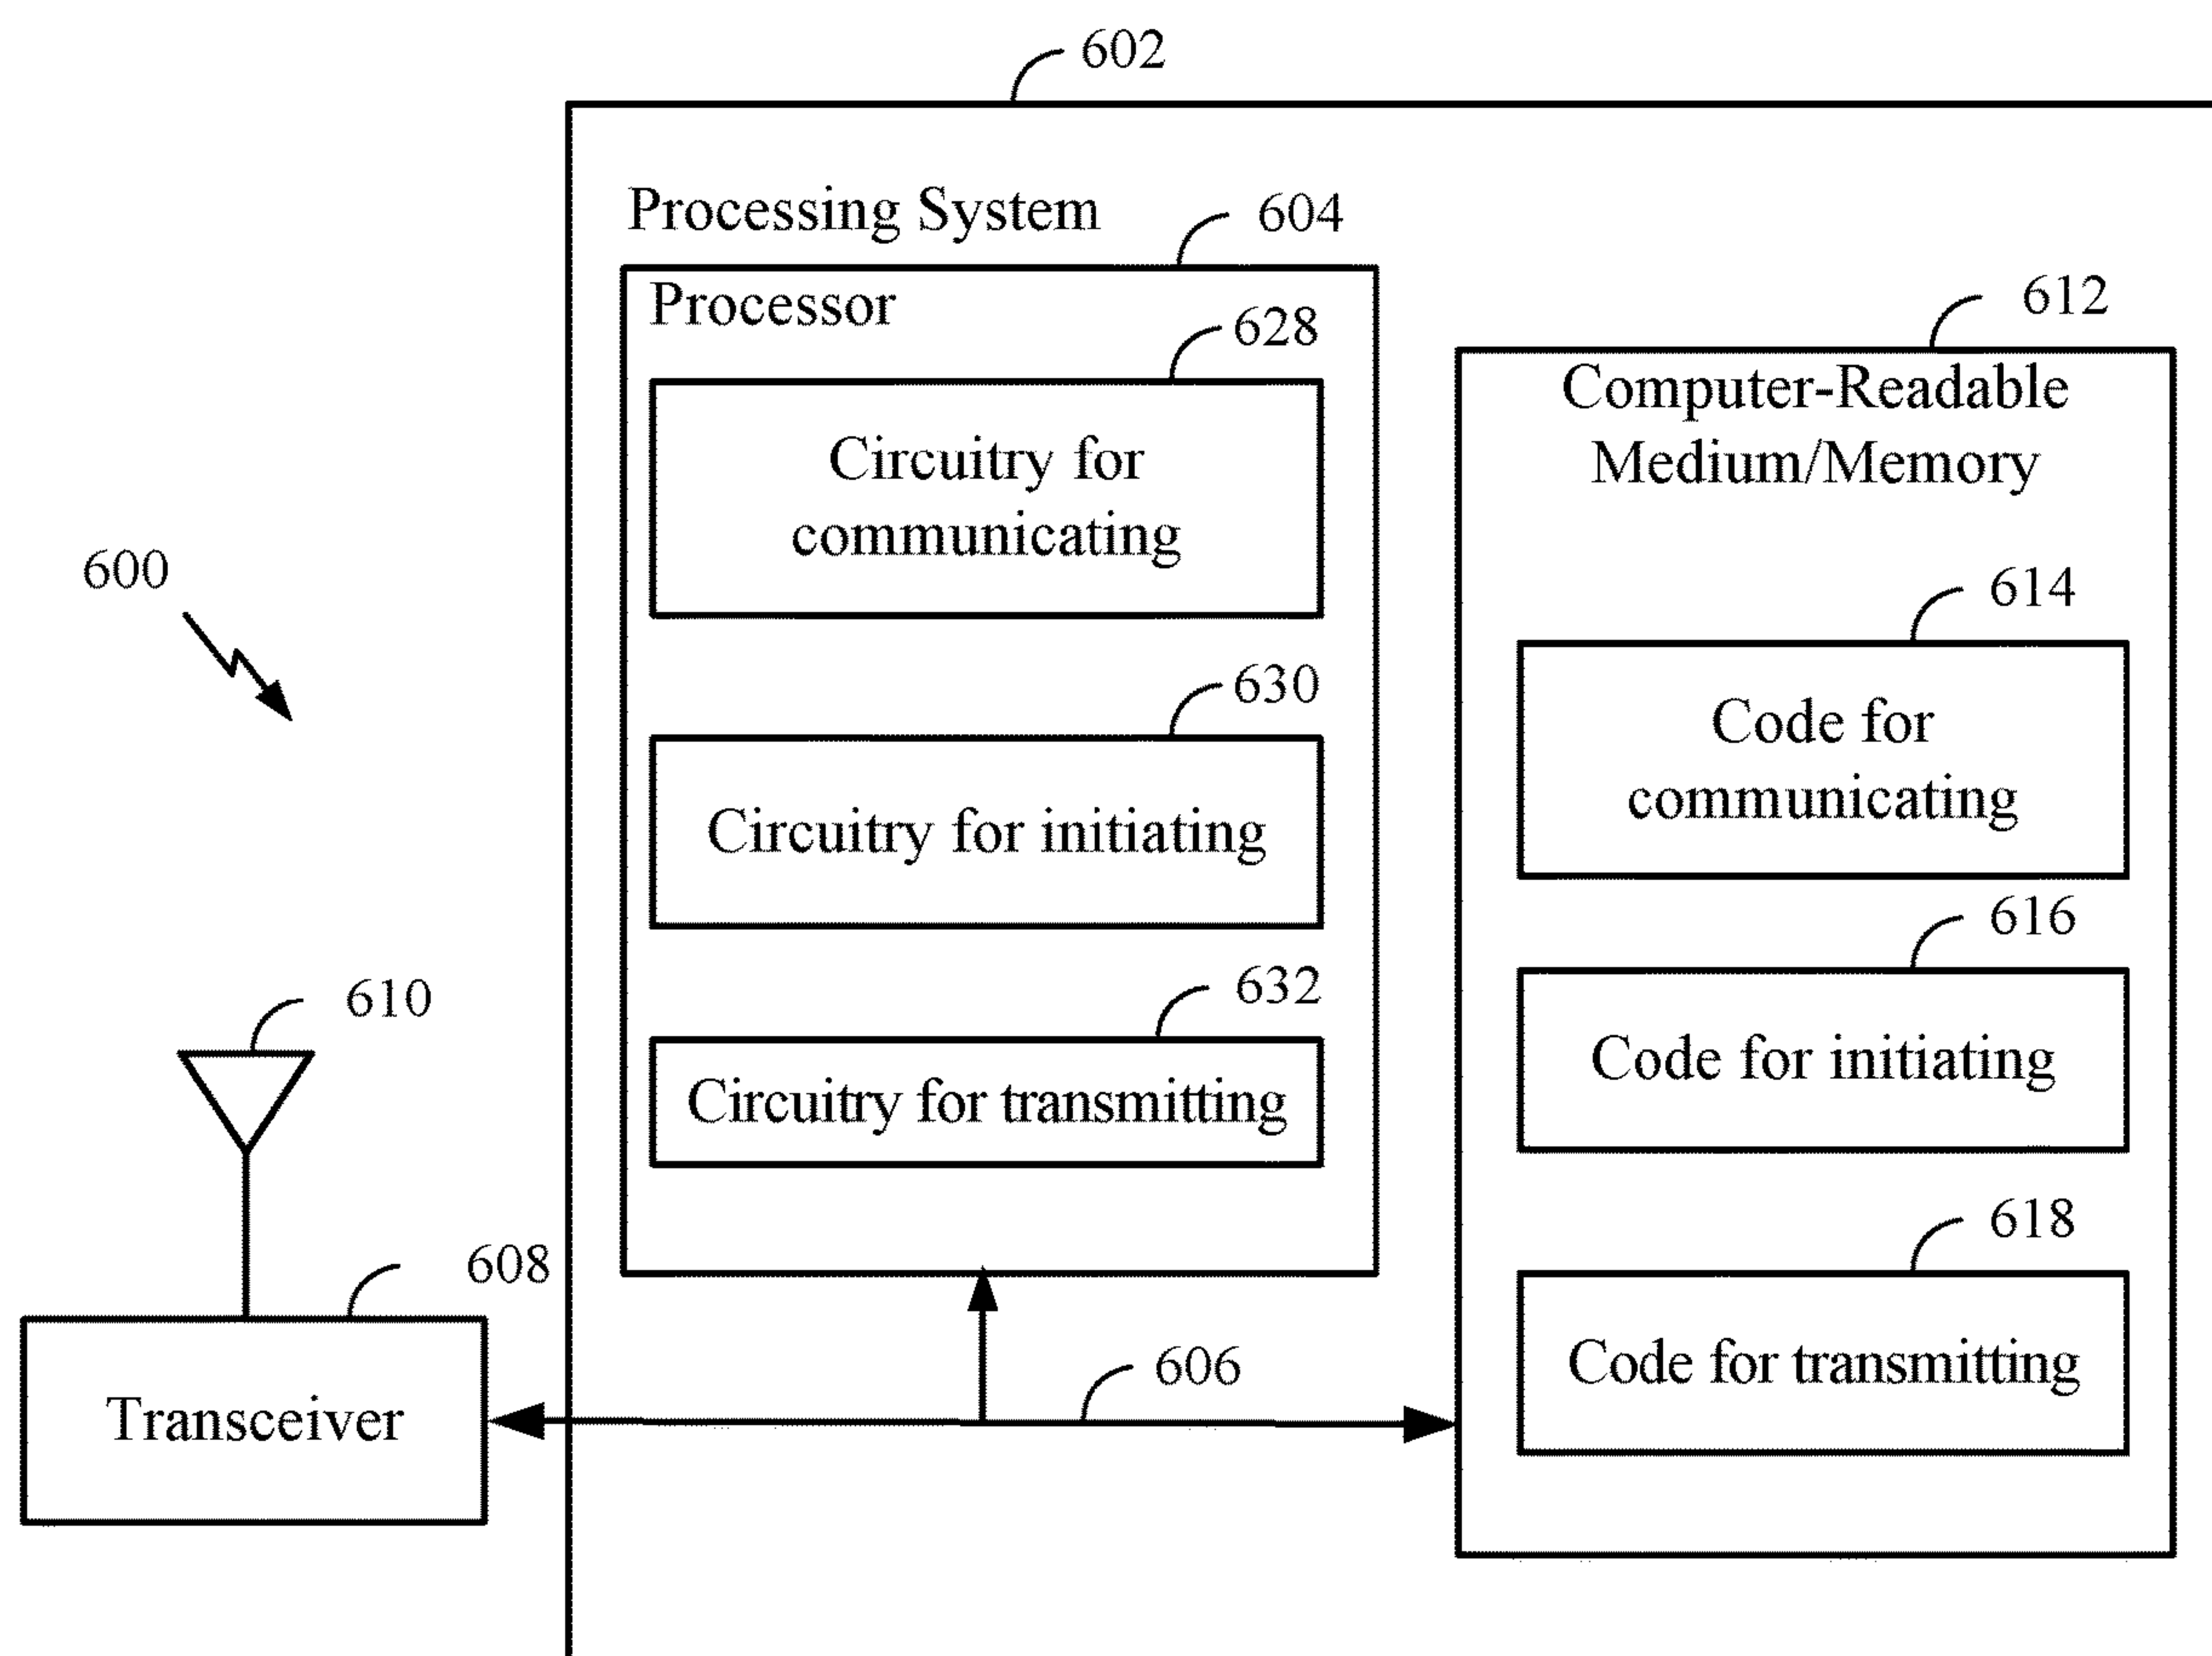 602
Processing System
604
Processor
628
Circuitry for
communicating
630
Circuitry for initiating
632
Circuitry for transmitting
612
Computer-Readable
Medium/Memory
614
Code for
communicating
616
Code for initiating
618
Code for transmitting
600
610
608
Transceiver
606